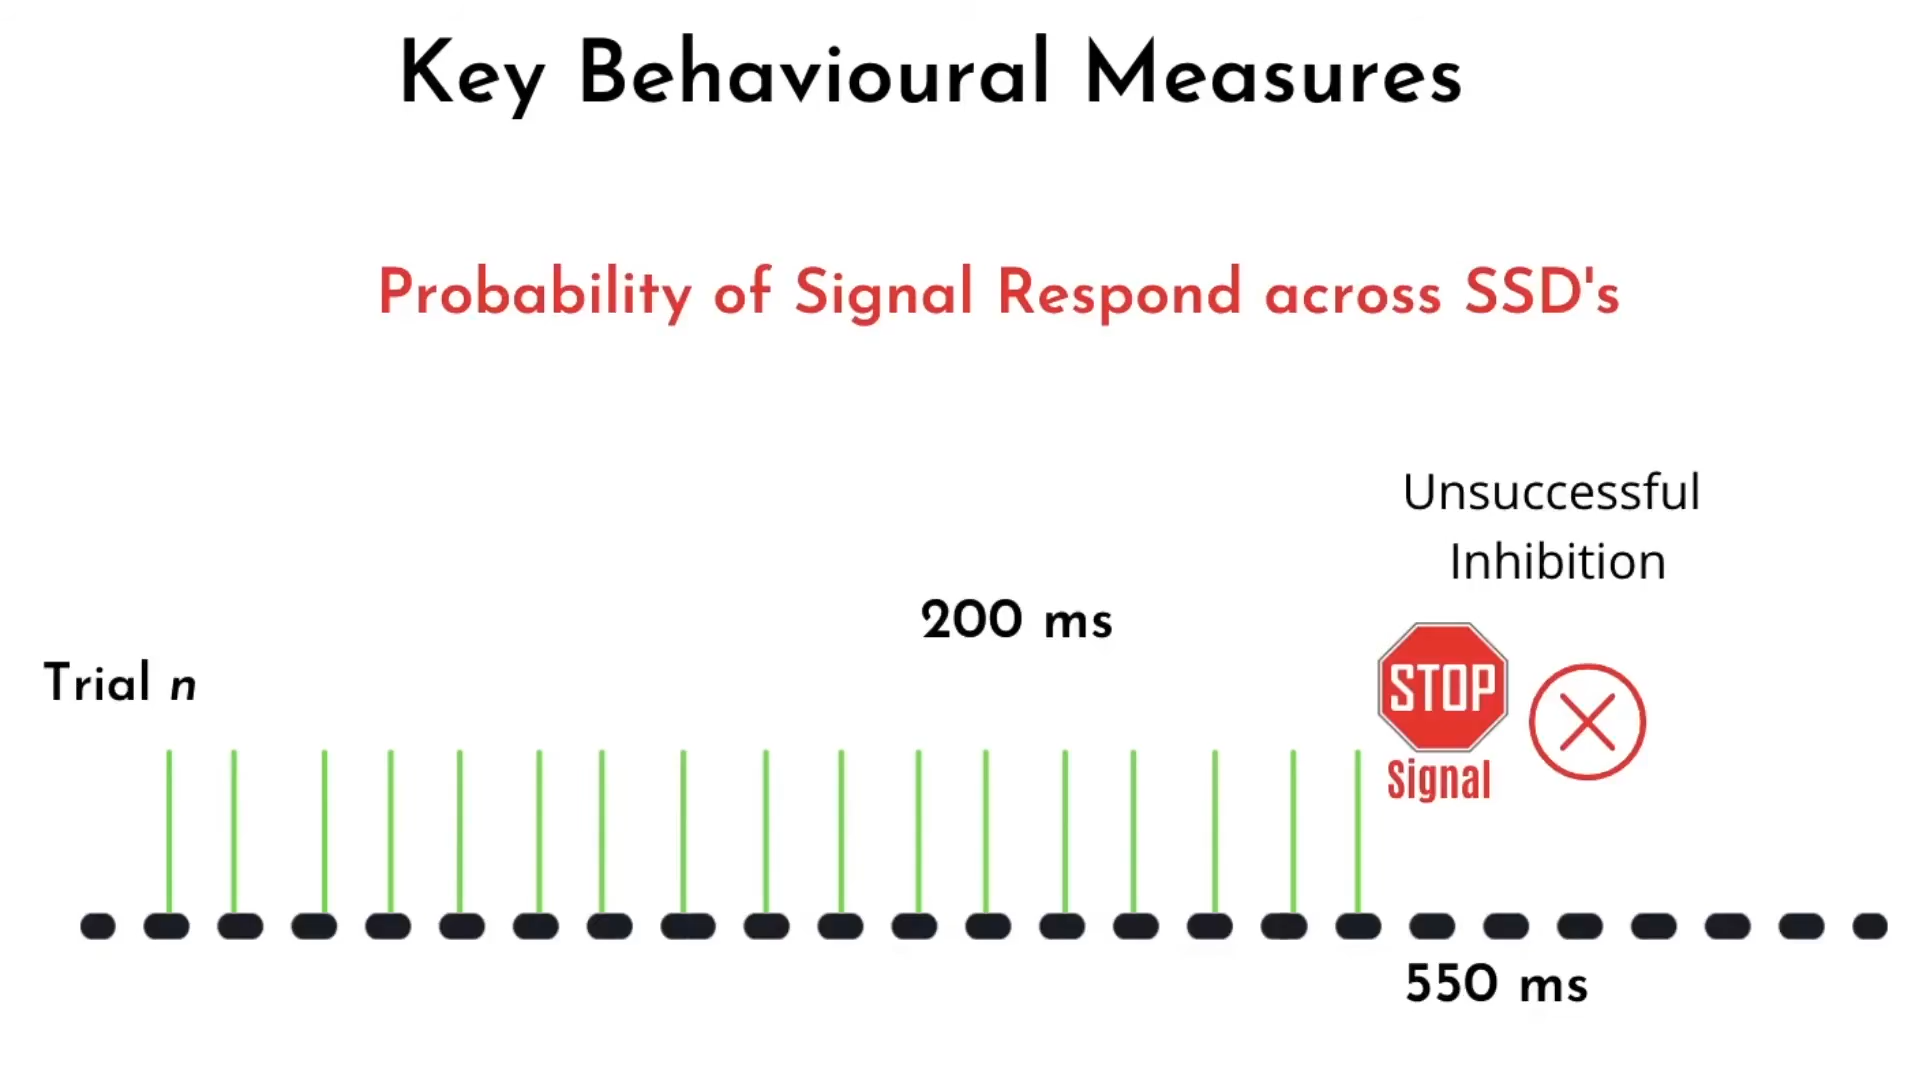 Key Behavioural Measures
Probability of Signal Respond across SSD's
Unsuccessful
Inhibition
200 ms
Trial n
STOP
Signal
550 ms